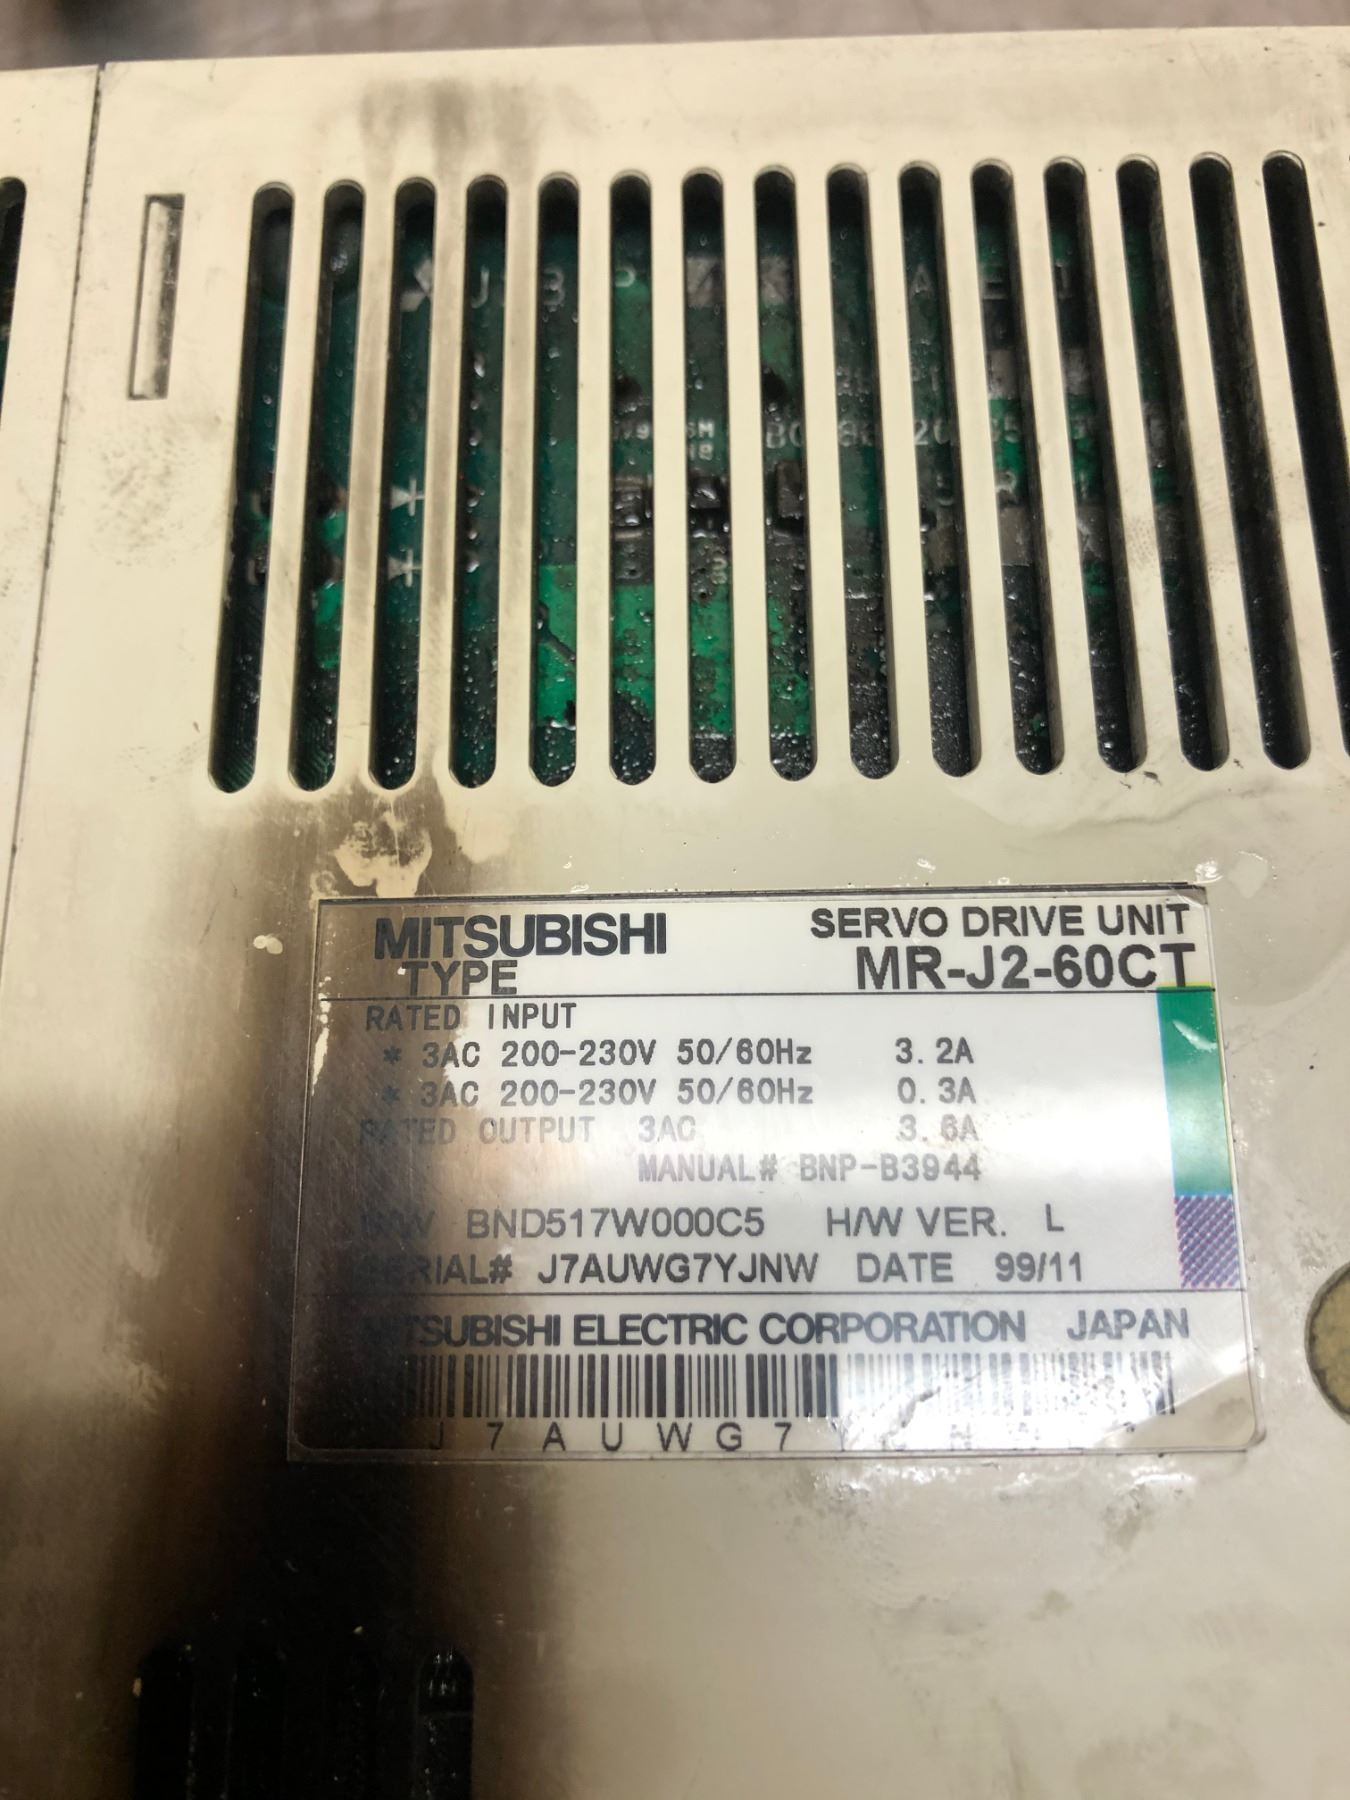 MITSUBISHI SERVO DRIVE UNIT
TYPE MR-J2-60CT
RATED INPUT
* 3AC 200-230V 50/60Hz 3.2A
* 3AC 200-230V 50/60Hz 0.3A
RATED OUTPUT 3AC 3.6A
MANUAL# BNP-B3944
S/W BND517W000C5 H/W VER. L
SERIAL# J7AUWG7YJNW DATE 99/11
MITSUBISHI ELECTRIC CORPORATION JAPAN
J 7 A U W G 7 Y J N W